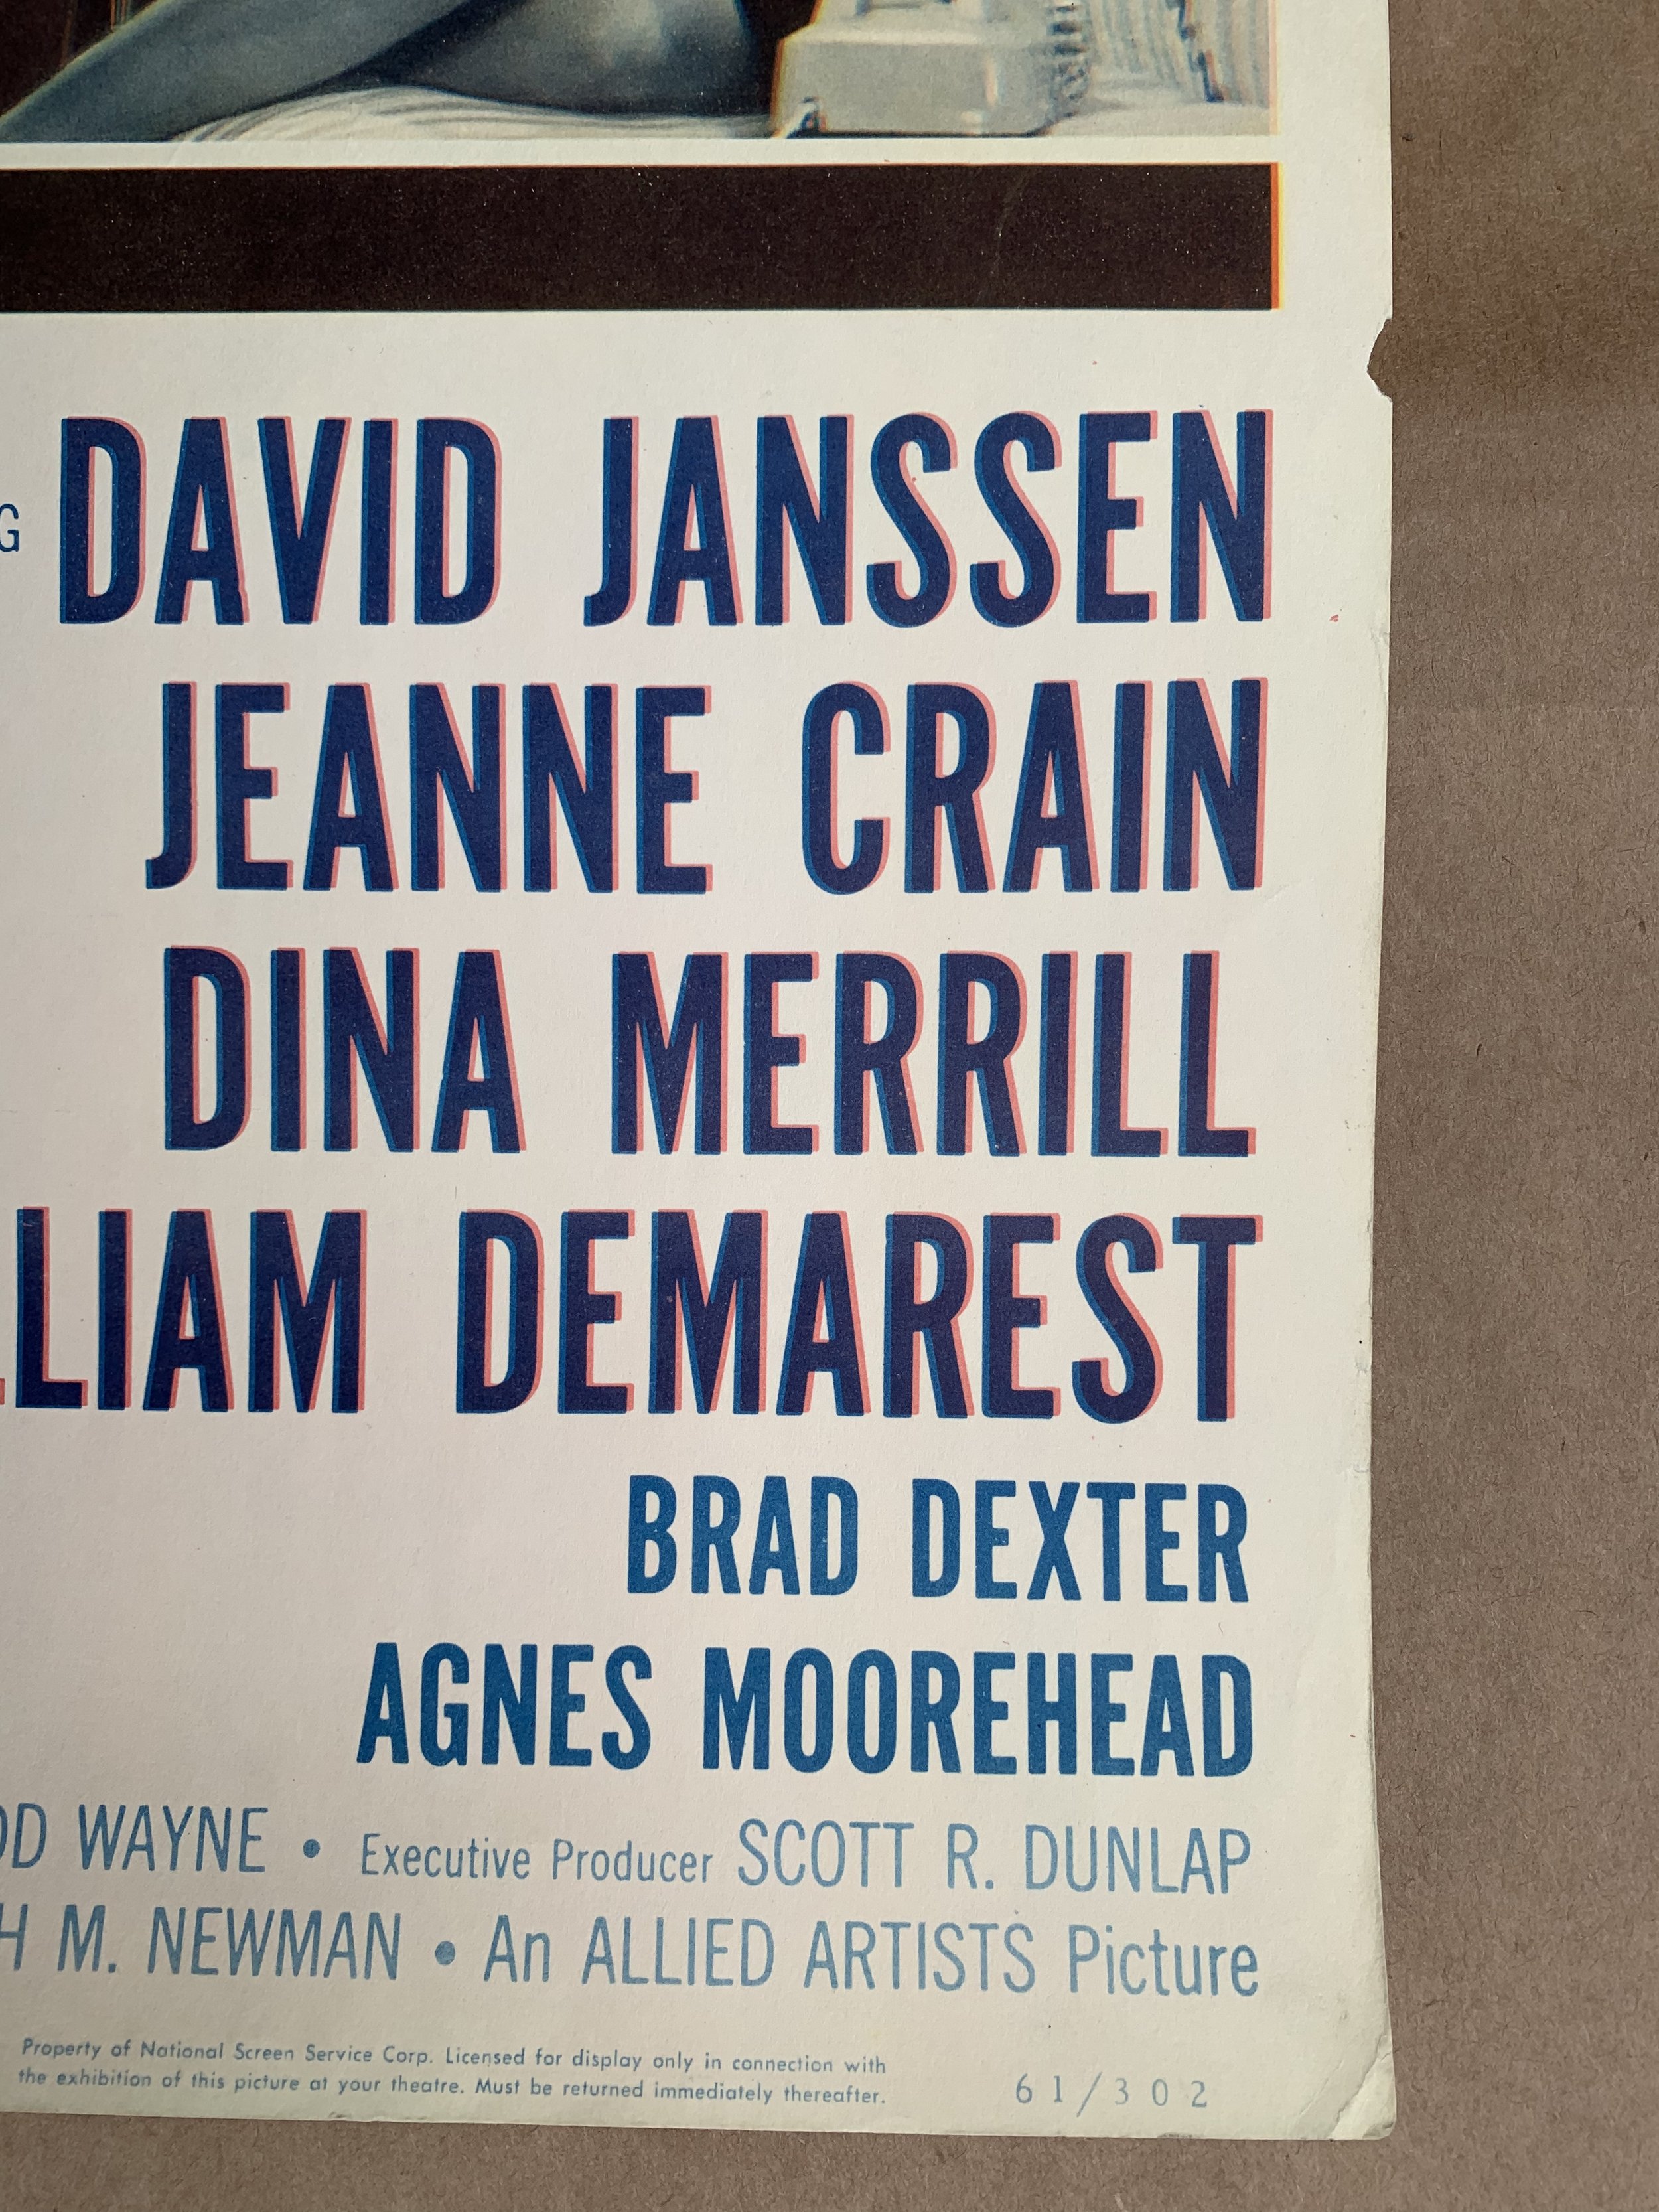 G DAVID JANSSEN
JEANNE CRAIN
DINA MERRILL
LLIAM DEMAREST
BRAD DEXTER
AGNES MOOREHEAD
OD WAYNE • Executive Producer SCOTT R. DUNLAP
H M. NEWMAN • An ALLIED ARTISTS Picture
Property of National Screen Service Corp. Licensed for display only in connection with
the exhibition of this picture at your theatre. Must be returned immediately thereafter.
61/302